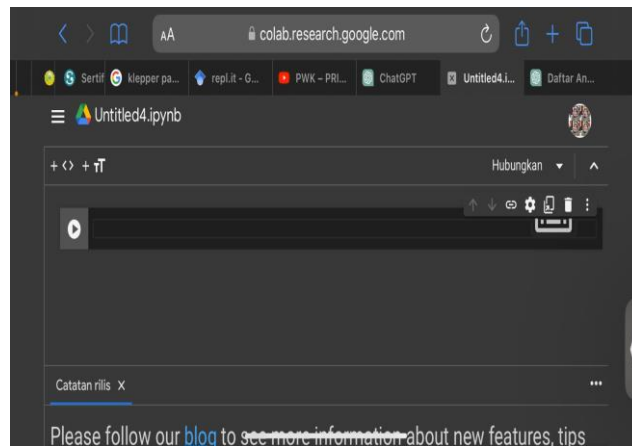 AA colab.research.google.com
Sertif klepper pa... repl.it - G... PWK – PRI... ChatGPT Untitled4.i... Daftar An...
Untitled4.ipynb
+ <> + TT Hubungkan
Catatan rilis X
Please follow our blog to see more information about new features, tips